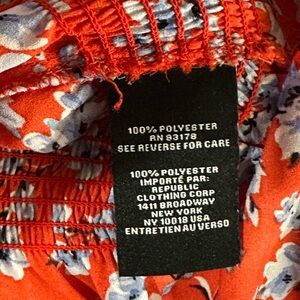 100% POLYESTER
RN 93178
SEE REVERSE FOR CARE
100% POLYESTER
IMPORTÉ PAR:
REPUBLIC
CLOTHING CORP
1411 BROADWAY
NEW YORK
NY 10018 USA
ENTRETIEN AU VERSO